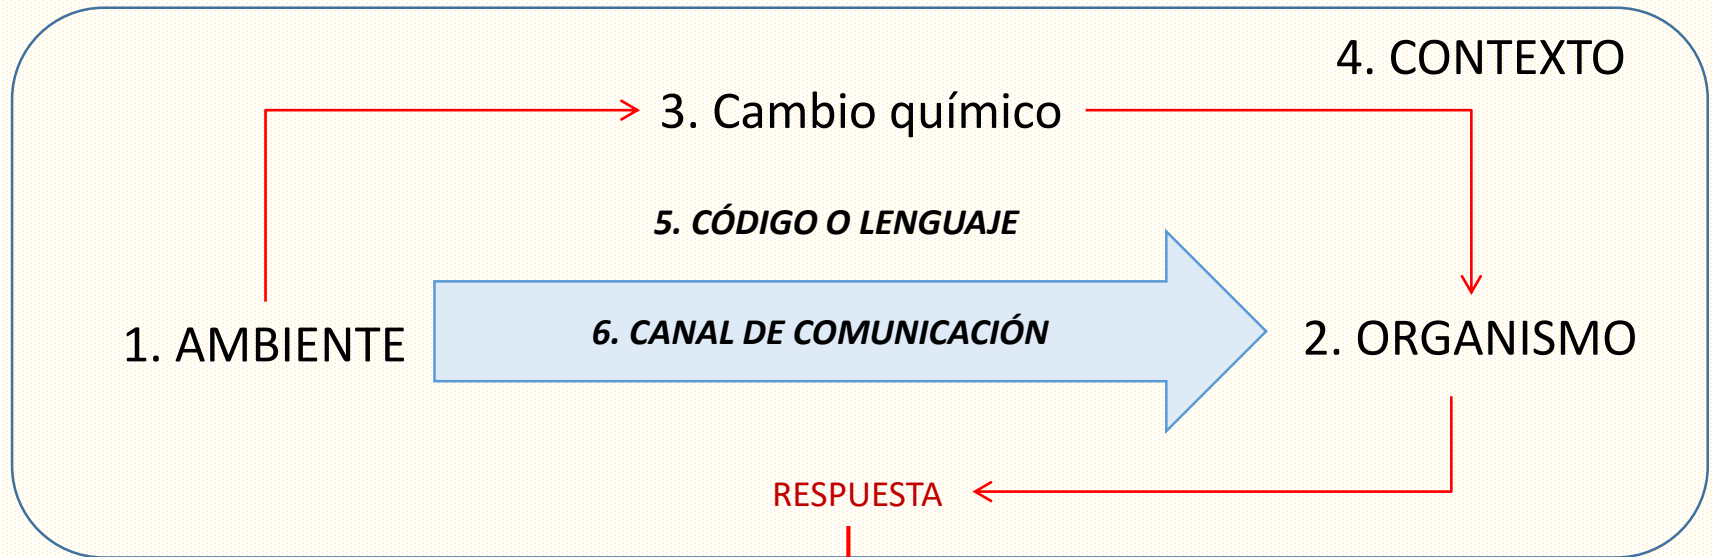 4. CONTEXTO
3. Cambio químico
5. CÓDIGO O LENGUAJE
1. AMBIENTE
6. CANAL DE COMUNICACIÓN
2. ORGANISMO
RESPUESTA